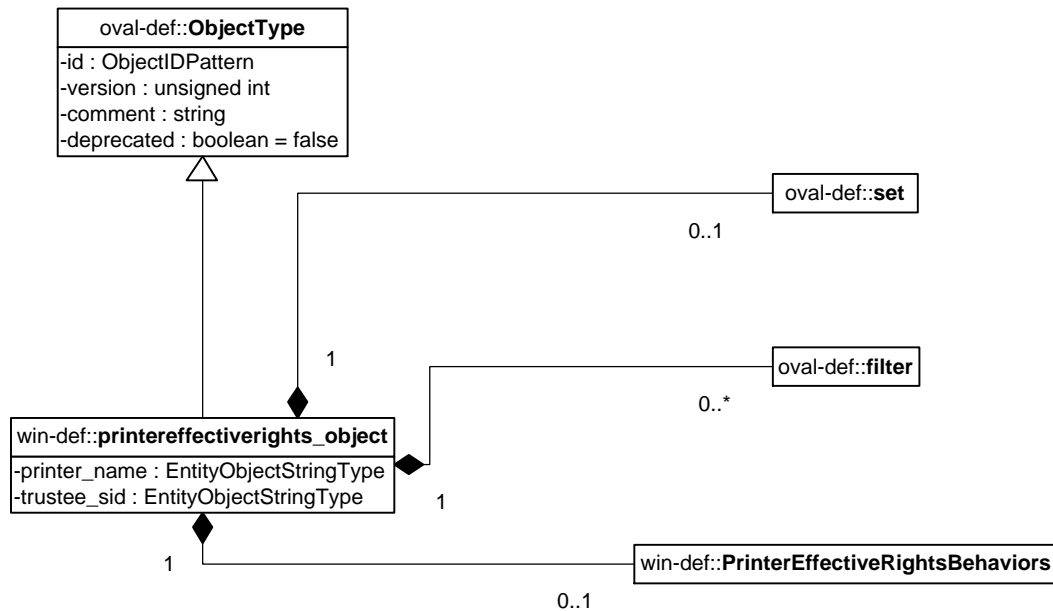 oval-def::ObjectType
-id : ObjectIDPattern
-version : unsigned int
-comment : string
-deprecated : boolean = false
oval-def::set
0..1
1
oval-def::filter
0..*
win-def::printereffectiverights_object
-printer_name : EntityObjectStringType
-trustee_sid : EntityObjectStringType
1
1
win-def::PrinterEffectiveRightsBehaviors
0..1